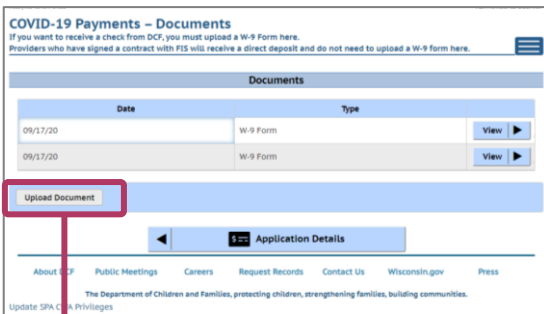 COVID-19 Payments – Documents
If you want to receive a check from DCF, you must upload a W-9 Form here.
Providers who have signed a contract with FIS will receive a direct deposit and do not need to upload a W-9 form here.
Documents
Date Type
09/17/20 W-9 Form View
09/17/20 W-9 Form View
Upload Document
Application Details
About Public Meetings Careers Request Records Contact Us Wisconsin.gov Press
The Department of Children and Families, protecting children, strengthening families, building communities.
Update SPA Privileges